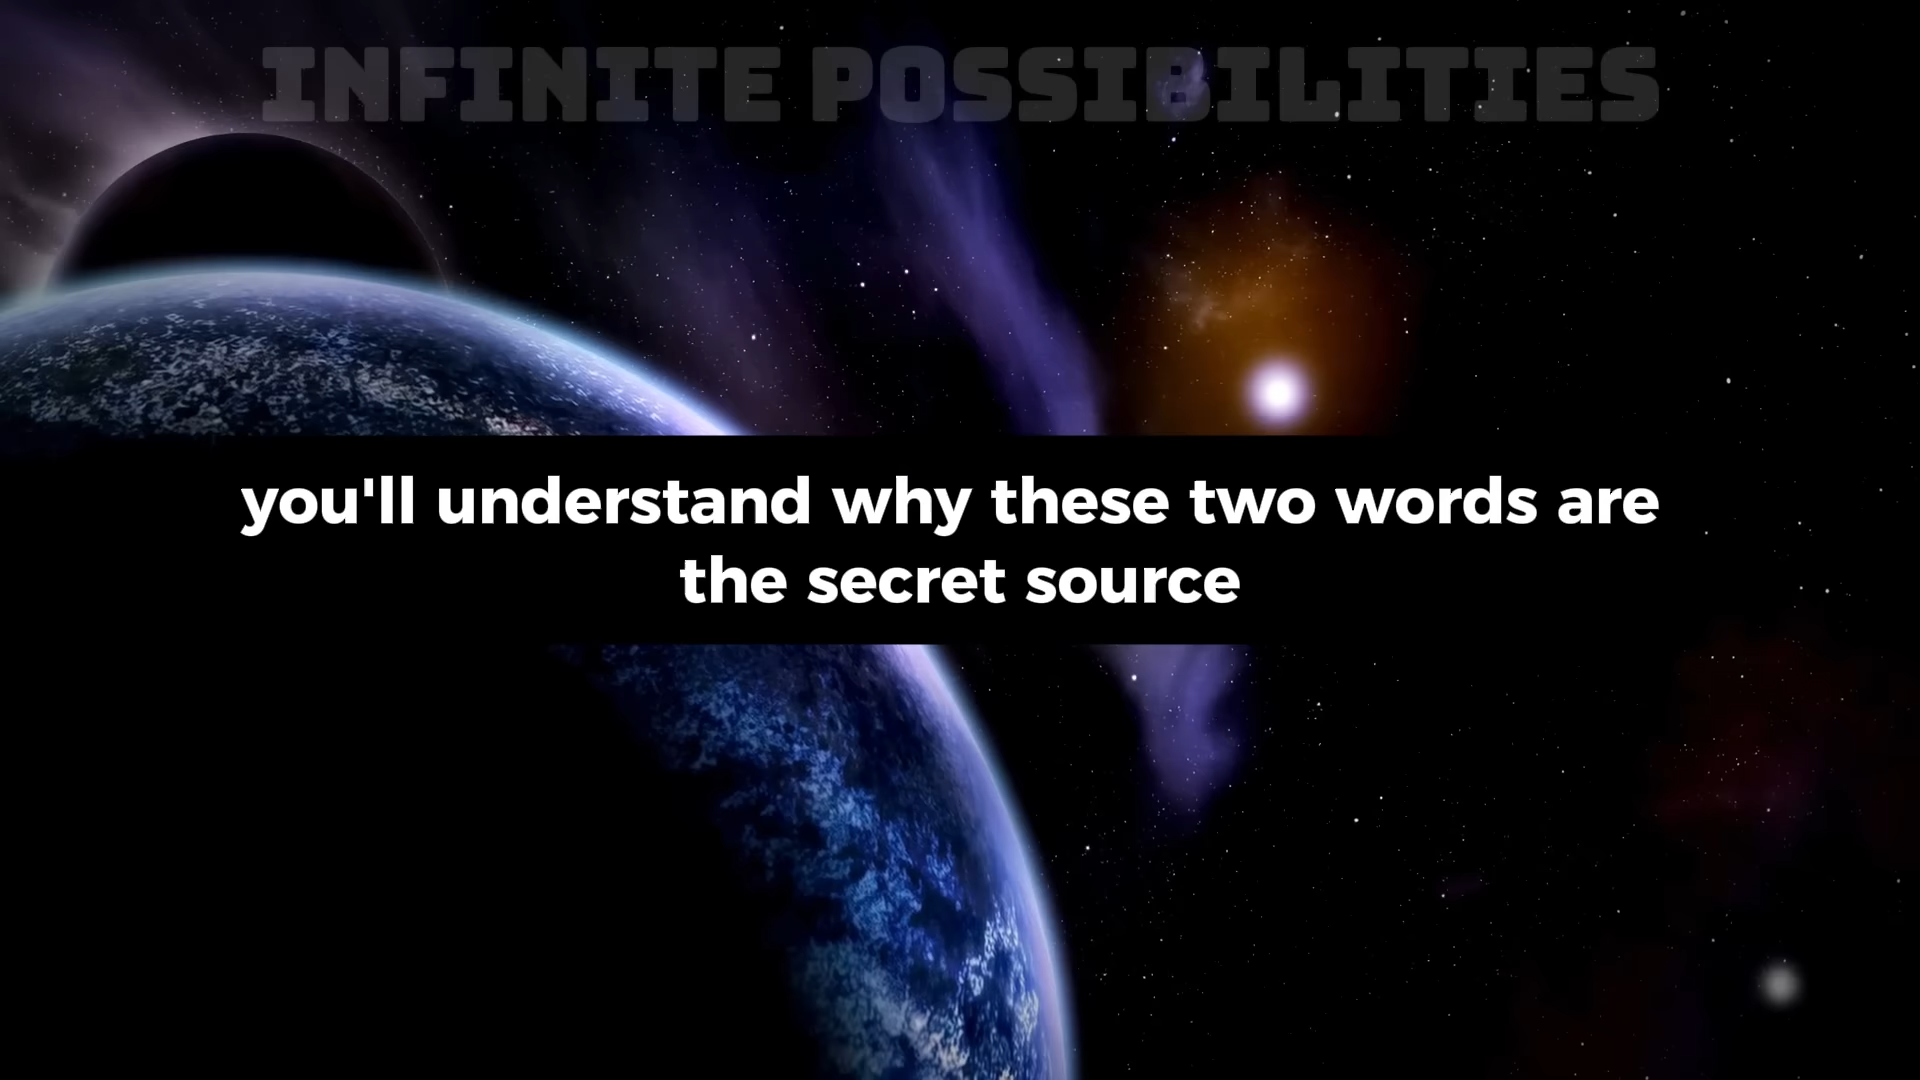 INFINITE POSSIBILITIES
you'll understand why these two words are
the secret source